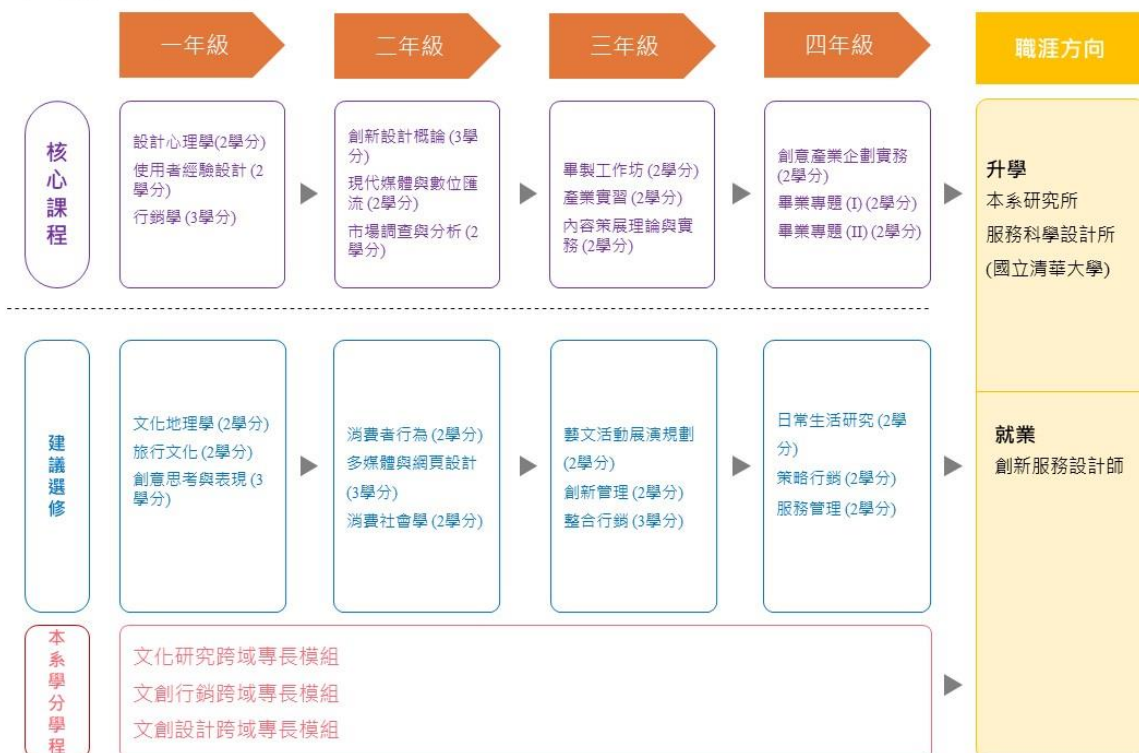 一年級
二年級
三年級
四年級
職涯方向
核心課程
設計心理學(2學分)
使用者經驗設計 (2
學分)
行銷學 (3學分)
創新設計概論 (3學
分)
現代媒體與數位匯
流 (2學分)
市場調查與分析 (2
學分)
畢製工作坊 (2學分)
產業實習 (2學分)
內容策展理論與實
務 (2學分)
創意產業企劃實務
(2學分)
畢業專題 (I) (2學分)
畢業專題 (II) (2學分)
升學
本系研究所
服務科學設計所
(國立清華大學)
建議選修
文化地理學 (2學分)
旅行文化 (2學分)
創意思考與表現 (3
學分)
消費者行為 (2學分)
多媒體與網頁設計
(3學分)
消費社會學 (2學分)
藝文活動展演規劃
(2學分)
創新管理 (2學分)
整合行銷 (3學分)
日常生活研究 (2學
分)
策略行銷 (2學分)
服務管理 (2學分)
就業
創新服務設計師
本系學分學程
文化研究跨域專長模組
文創行銷跨域專長模組
文創設計跨域專長模組